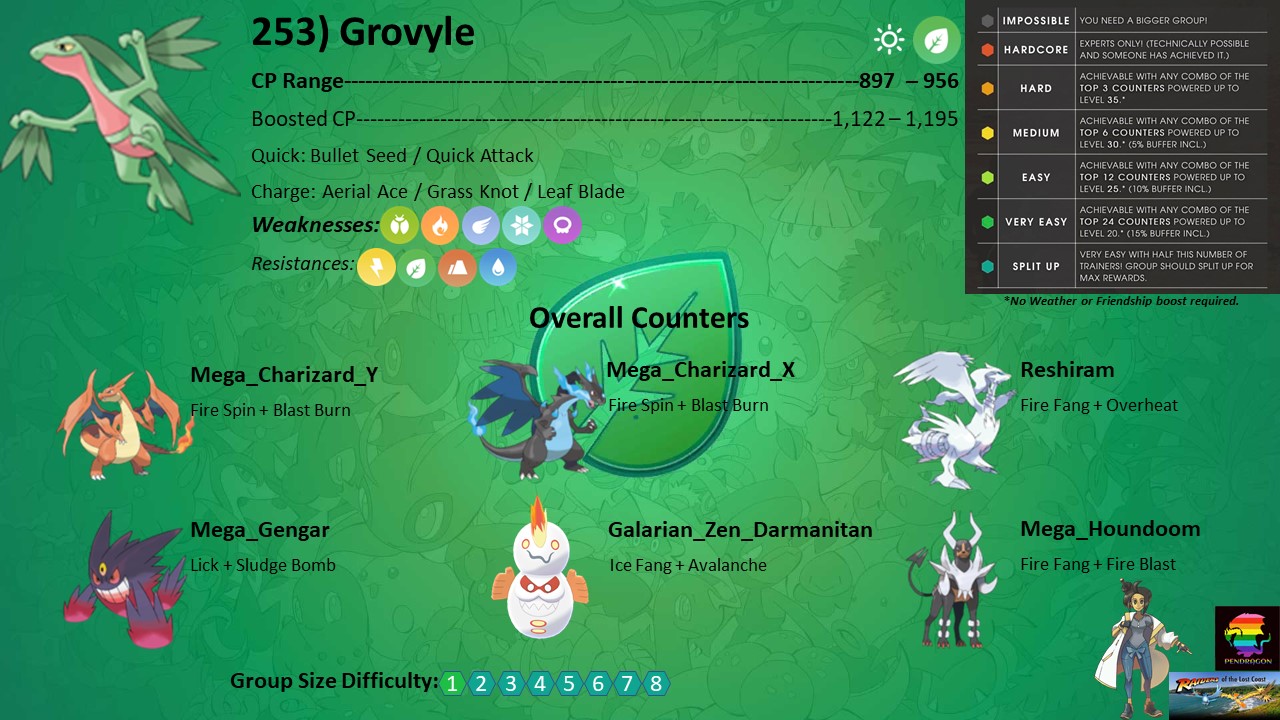 253) Grovyle
CP Range--------------------------------------------------------------------------897 – 956
Boosted CP--------------------------------------------------------------------1,122 – 1,195
Quick: Bullet Seed / Quick Attack
Charge: Aerial Ace / Grass Knot / Leaf Blade
Weaknesses:
Resistances:
IMPOSSIBLE YOU NEED A BIGGER GROUP!
HARDCORE EXPERTS ONLY! (TECHNICALLY POSSIBLE
AND SOMEONE HAS ACHIEVED IT.)
HARD ACHIEVABLE WITH ANY COMBO OF THE
TOP 3 COUNTERS POWERED UP TO
LEVEL 35.*
MEDIUM ACHIEVABLE WITH ANY COMBO OF THE
TOP 6 COUNTERS POWERED UP TO
LEVEL 30.* (5% BUFFER INCL.)
EASY ACHIEVABLE WITH ANY COMBO OF THE
TOP 12 COUNTERS POWERED UP TO
LEVEL 25.* (10% BUFFER INCL.)
VERY EASY ACHIEVABLE WITH ANY COMBO OF THE
TOP 24 COUNTERS POWERED UP TO
LEVEL 20.* (15% BUFFER INCL.)
SPLIT UP VERY EASY WITH HALF THIS NUMBER OF
TRAINERS! GROUP SHOULD SPLIT UP FOR
MAX REWARDS.
*No Weather or Friendship boost required.
Overall Counters
Mega_Charizard_Y
Fire Spin + Blast Burn
Mega_Charizard_X
Fire Spin + Blast Burn
Reshiram
Fire Fang + Overheat
Mega_Gengar
Lick + Sludge Bomb
Galarian_Zen_Darmanitan
Ice Fang + Avalanche
Mega_Houndoom
Fire Fang + Fire Blast
Group Size Difficulty: 1 2 3 4 5 6 7 8
PENDRAGON
RAIDERS of the Lost Coast